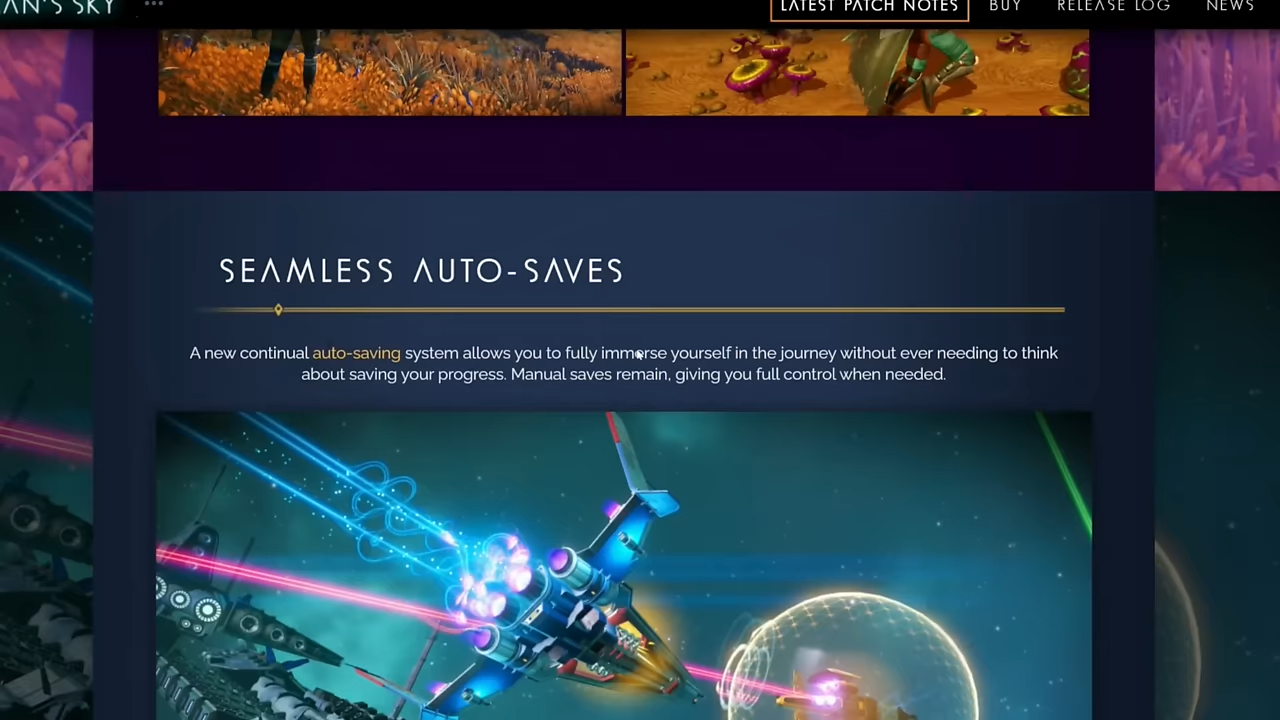 AN'S SKY
LATEST PATCH NOTES
BUY
RELEASE LOG
NEWS
SEAMLESS AUTO-SAVES
A new continual auto-saving system allows you to fully immerse yourself in the journey without ever needing to think
about saving your progress. Manual saves remain, giving you full control when needed.